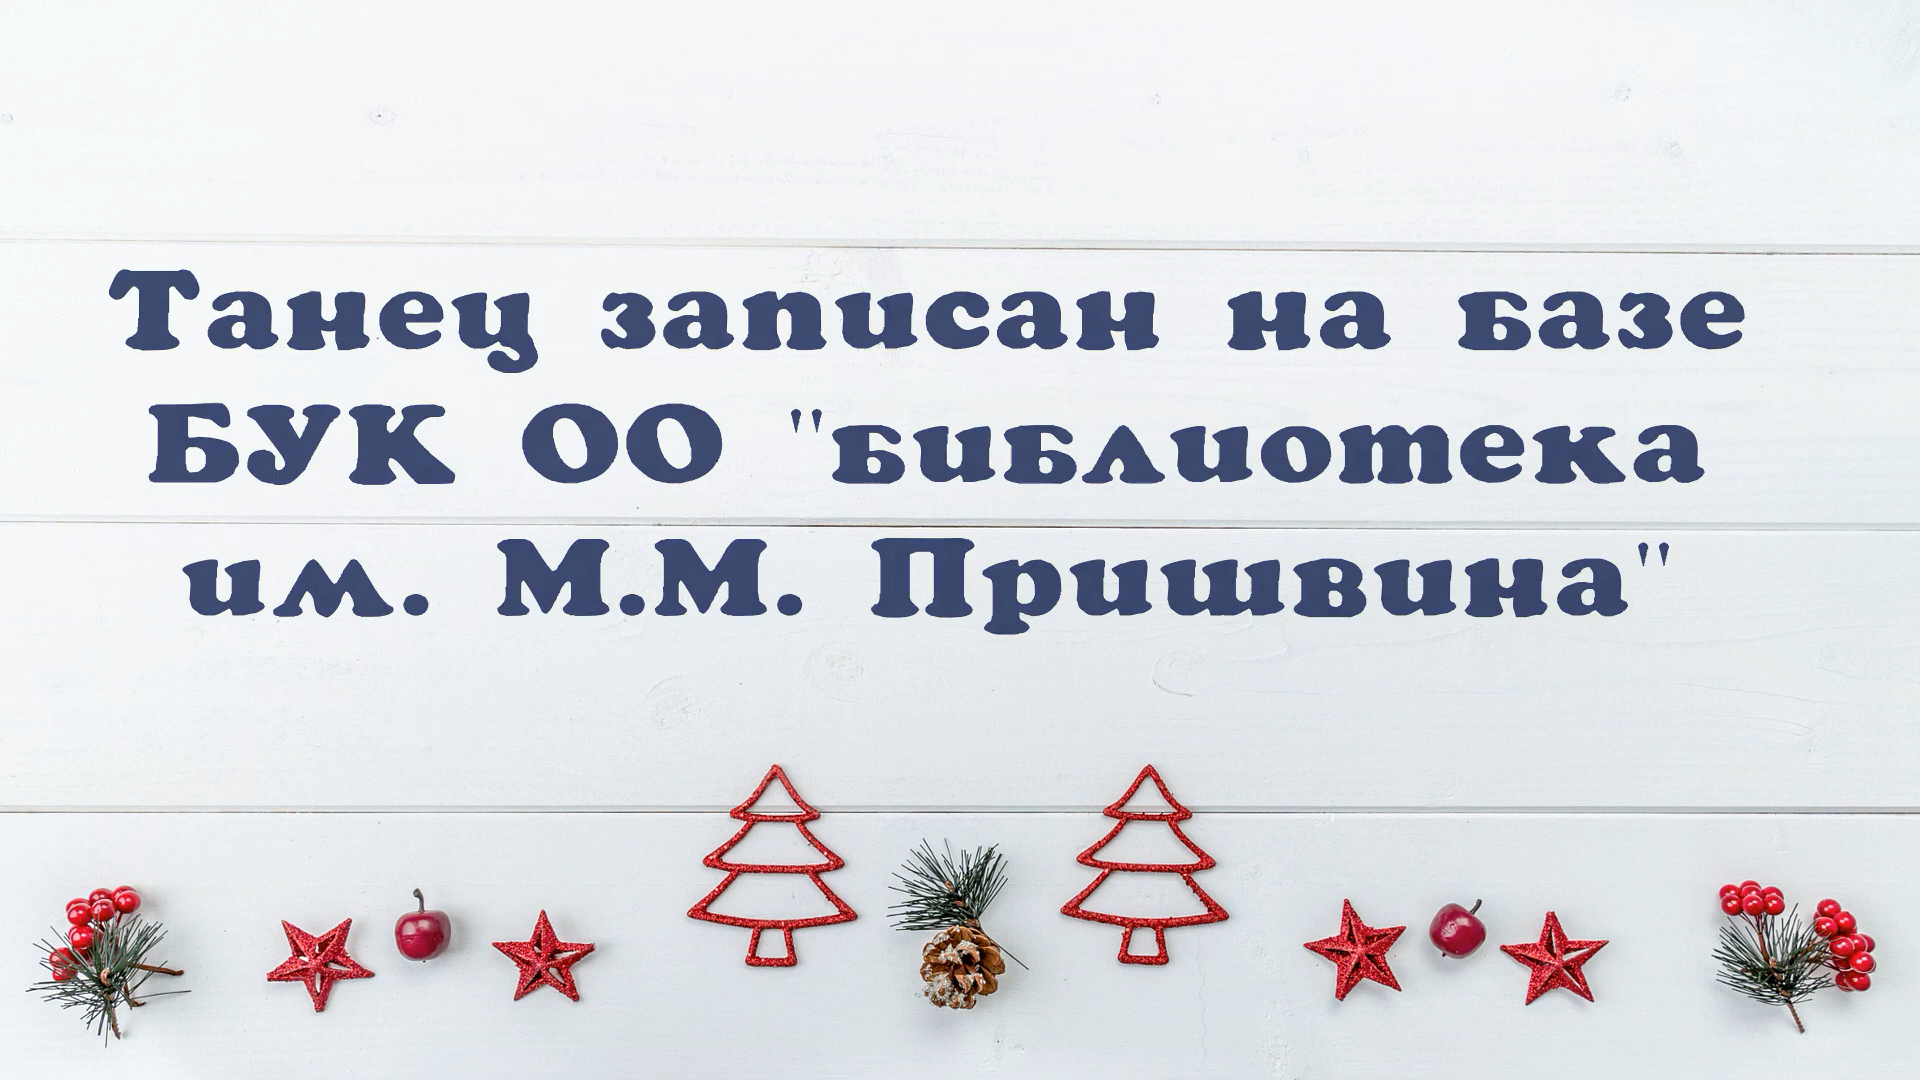 Танец записан на базе
БУК ОО "библиотека
им. М.М. Пришвина"